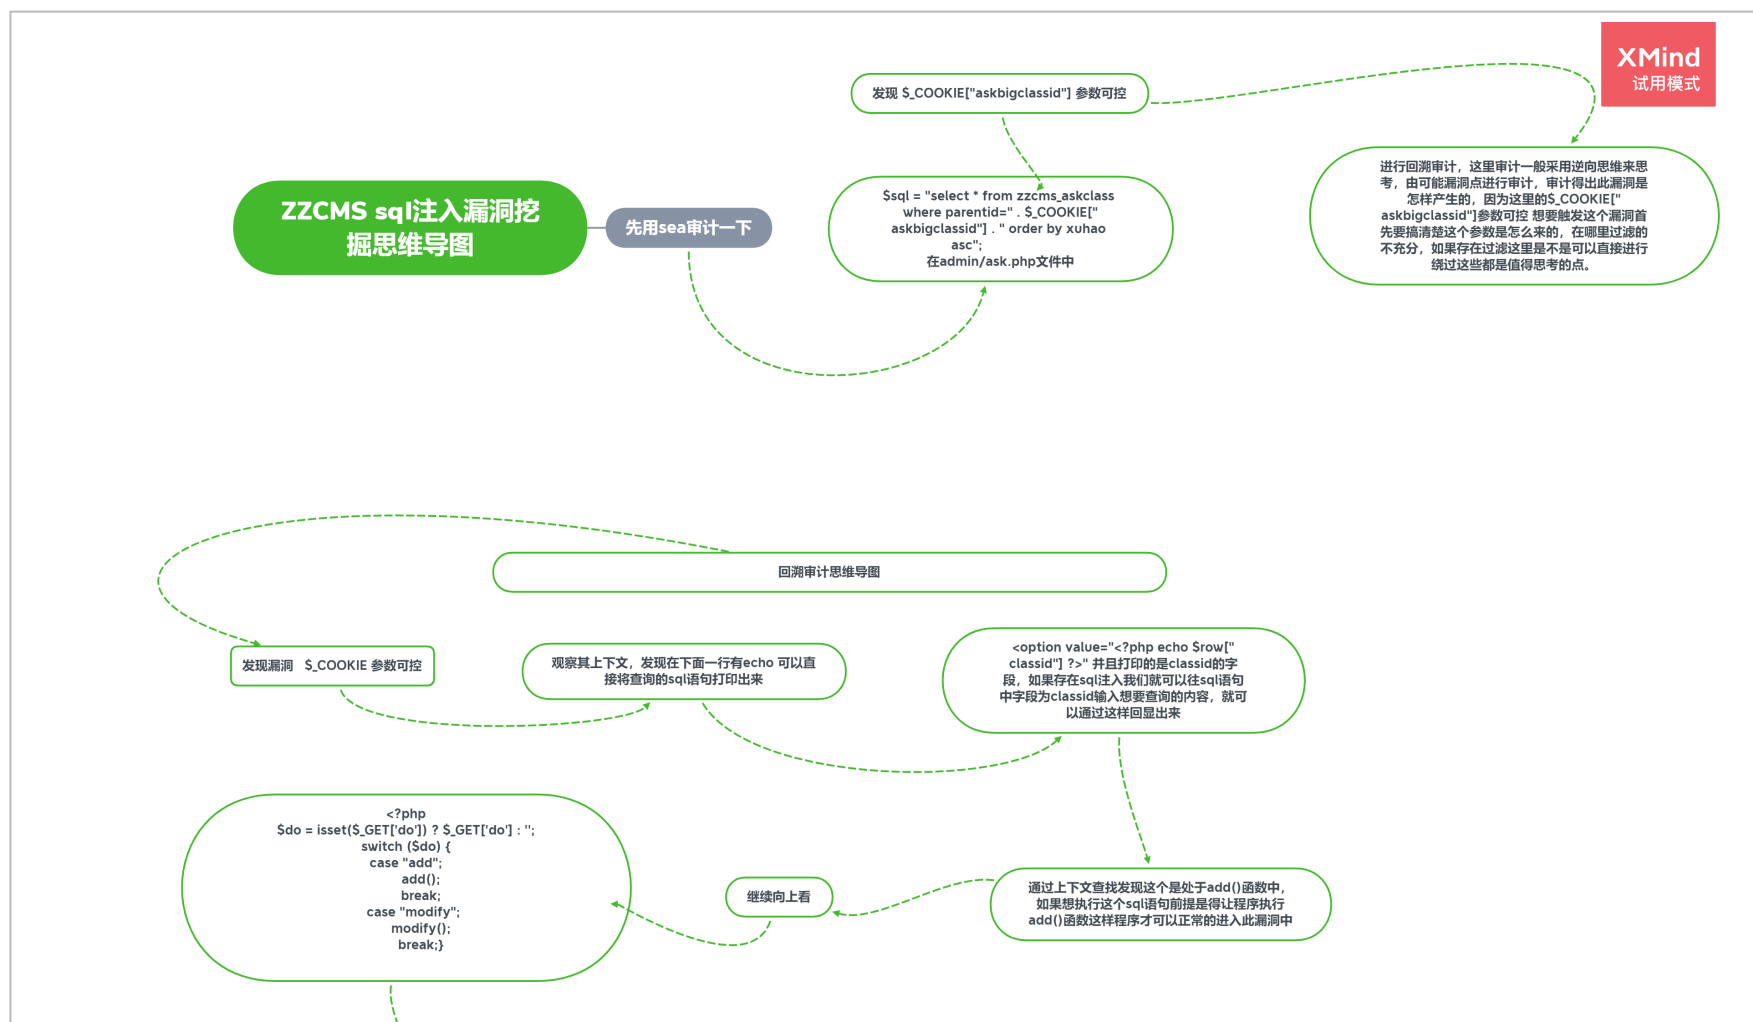 XMind
试用模式
发现 $_COOKIE["askbigclassid"] 参数可控
ZZCMS sql注入漏洞挖
掘思维导图
先用sea审计一下
$sql = "select * from zzcms_askclass
where parentid=" . $_COOKIE["
askbigclassid"] . " order by xuhao
asc";
在admin/ask.php文件中
进行回溯审计，这里审计一般采用逆向思维来思
考，由可能漏洞点进行审计，审计得出此漏洞是
怎样产生的，因为这里的$_COOKIE["
askbigclassid"]参数可控 想要触发这个漏洞首
先要搞清楚这个参数是怎么来的，在哪里过滤的
不充分，如果存在过滤这里是不是可以直接进行
绕过这些都是值得思考的点。
回溯审计思维导图
发现漏洞 $_COOKIE 参数可控
观察其上下文，发现在下面一行有echo 可以直
接将查询的sql语句打印出来
<option value="<?php echo $row["
classid"] ?>" 并且打印的是classid的字
段，如果存在sql注入我们就可以往sql语句
中字段为classid输入想要查询的内容，就可
以通过这样回显出来
通过上下文查找发现这个是处于add()函数中，
如果想执行这个sql语句前提是得让程序执行
add()函数这样程序才可以正常的进入此漏洞中
继续向上看
<?php
$do = isset($_GET['do']) ? $_GET['do'] : '';
switch ($do) {
case "add";
add();
break;
case "modify";
modify();
break;}